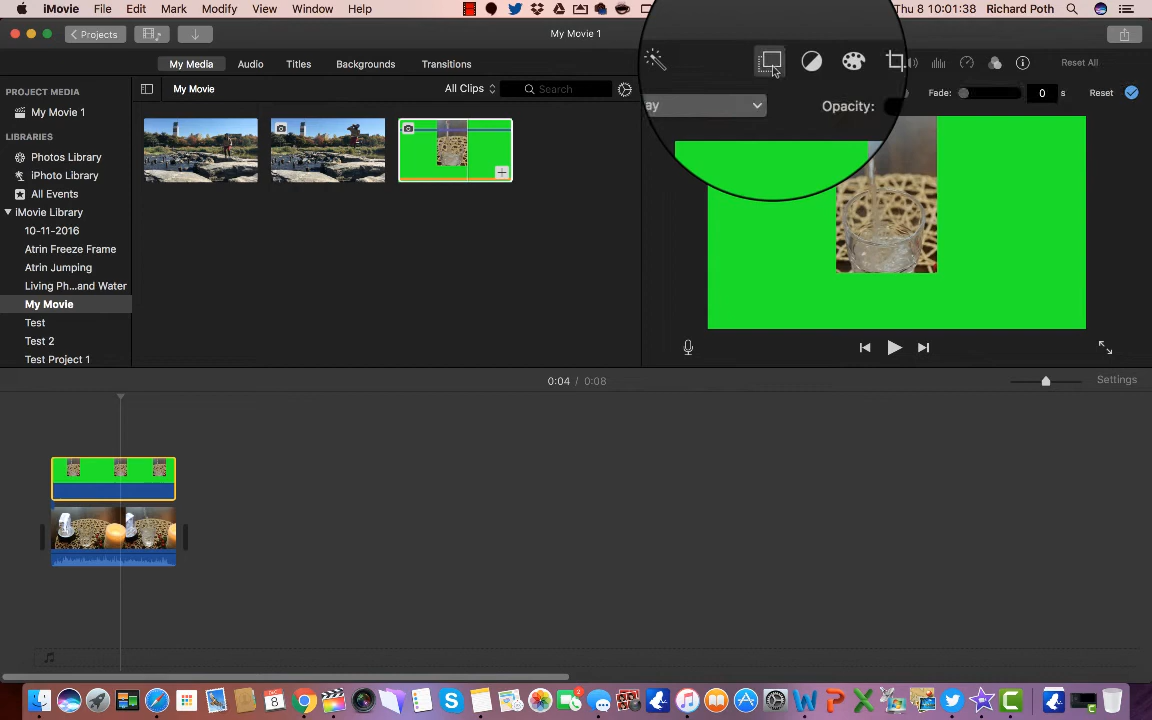 iMovie File Edit Mark Modify View Window Help
Thu 8 10:01:38 Richard Poth
Projects
My Movie 1
My Media Audio Titles Backgrounds Transitions
Reset All
PROJECT MEDIA
My Movie
All Clips
Search
Fade:
0
s
Reset
My Movie 1
ay
Opacity:
LIBRARIES
Photos Library
iPhoto Library
All Events
iMovie Library
10-11-2016
Atrin Freeze Frame
Atrin Jumping
Living Ph...and Water
My Movie
Test
Test 2
Test Project 1
0:04 / 0:08
Settings
2